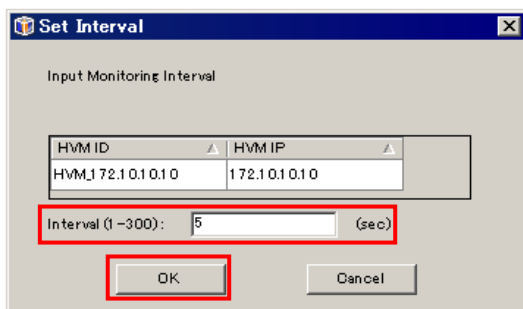 Set Interval
Input Monitoring Interval
HVM ID HVM IP
HVM_172.10.10.10 172.10.10.10
Interval (1-300): 5 (sec)
OK Cancel